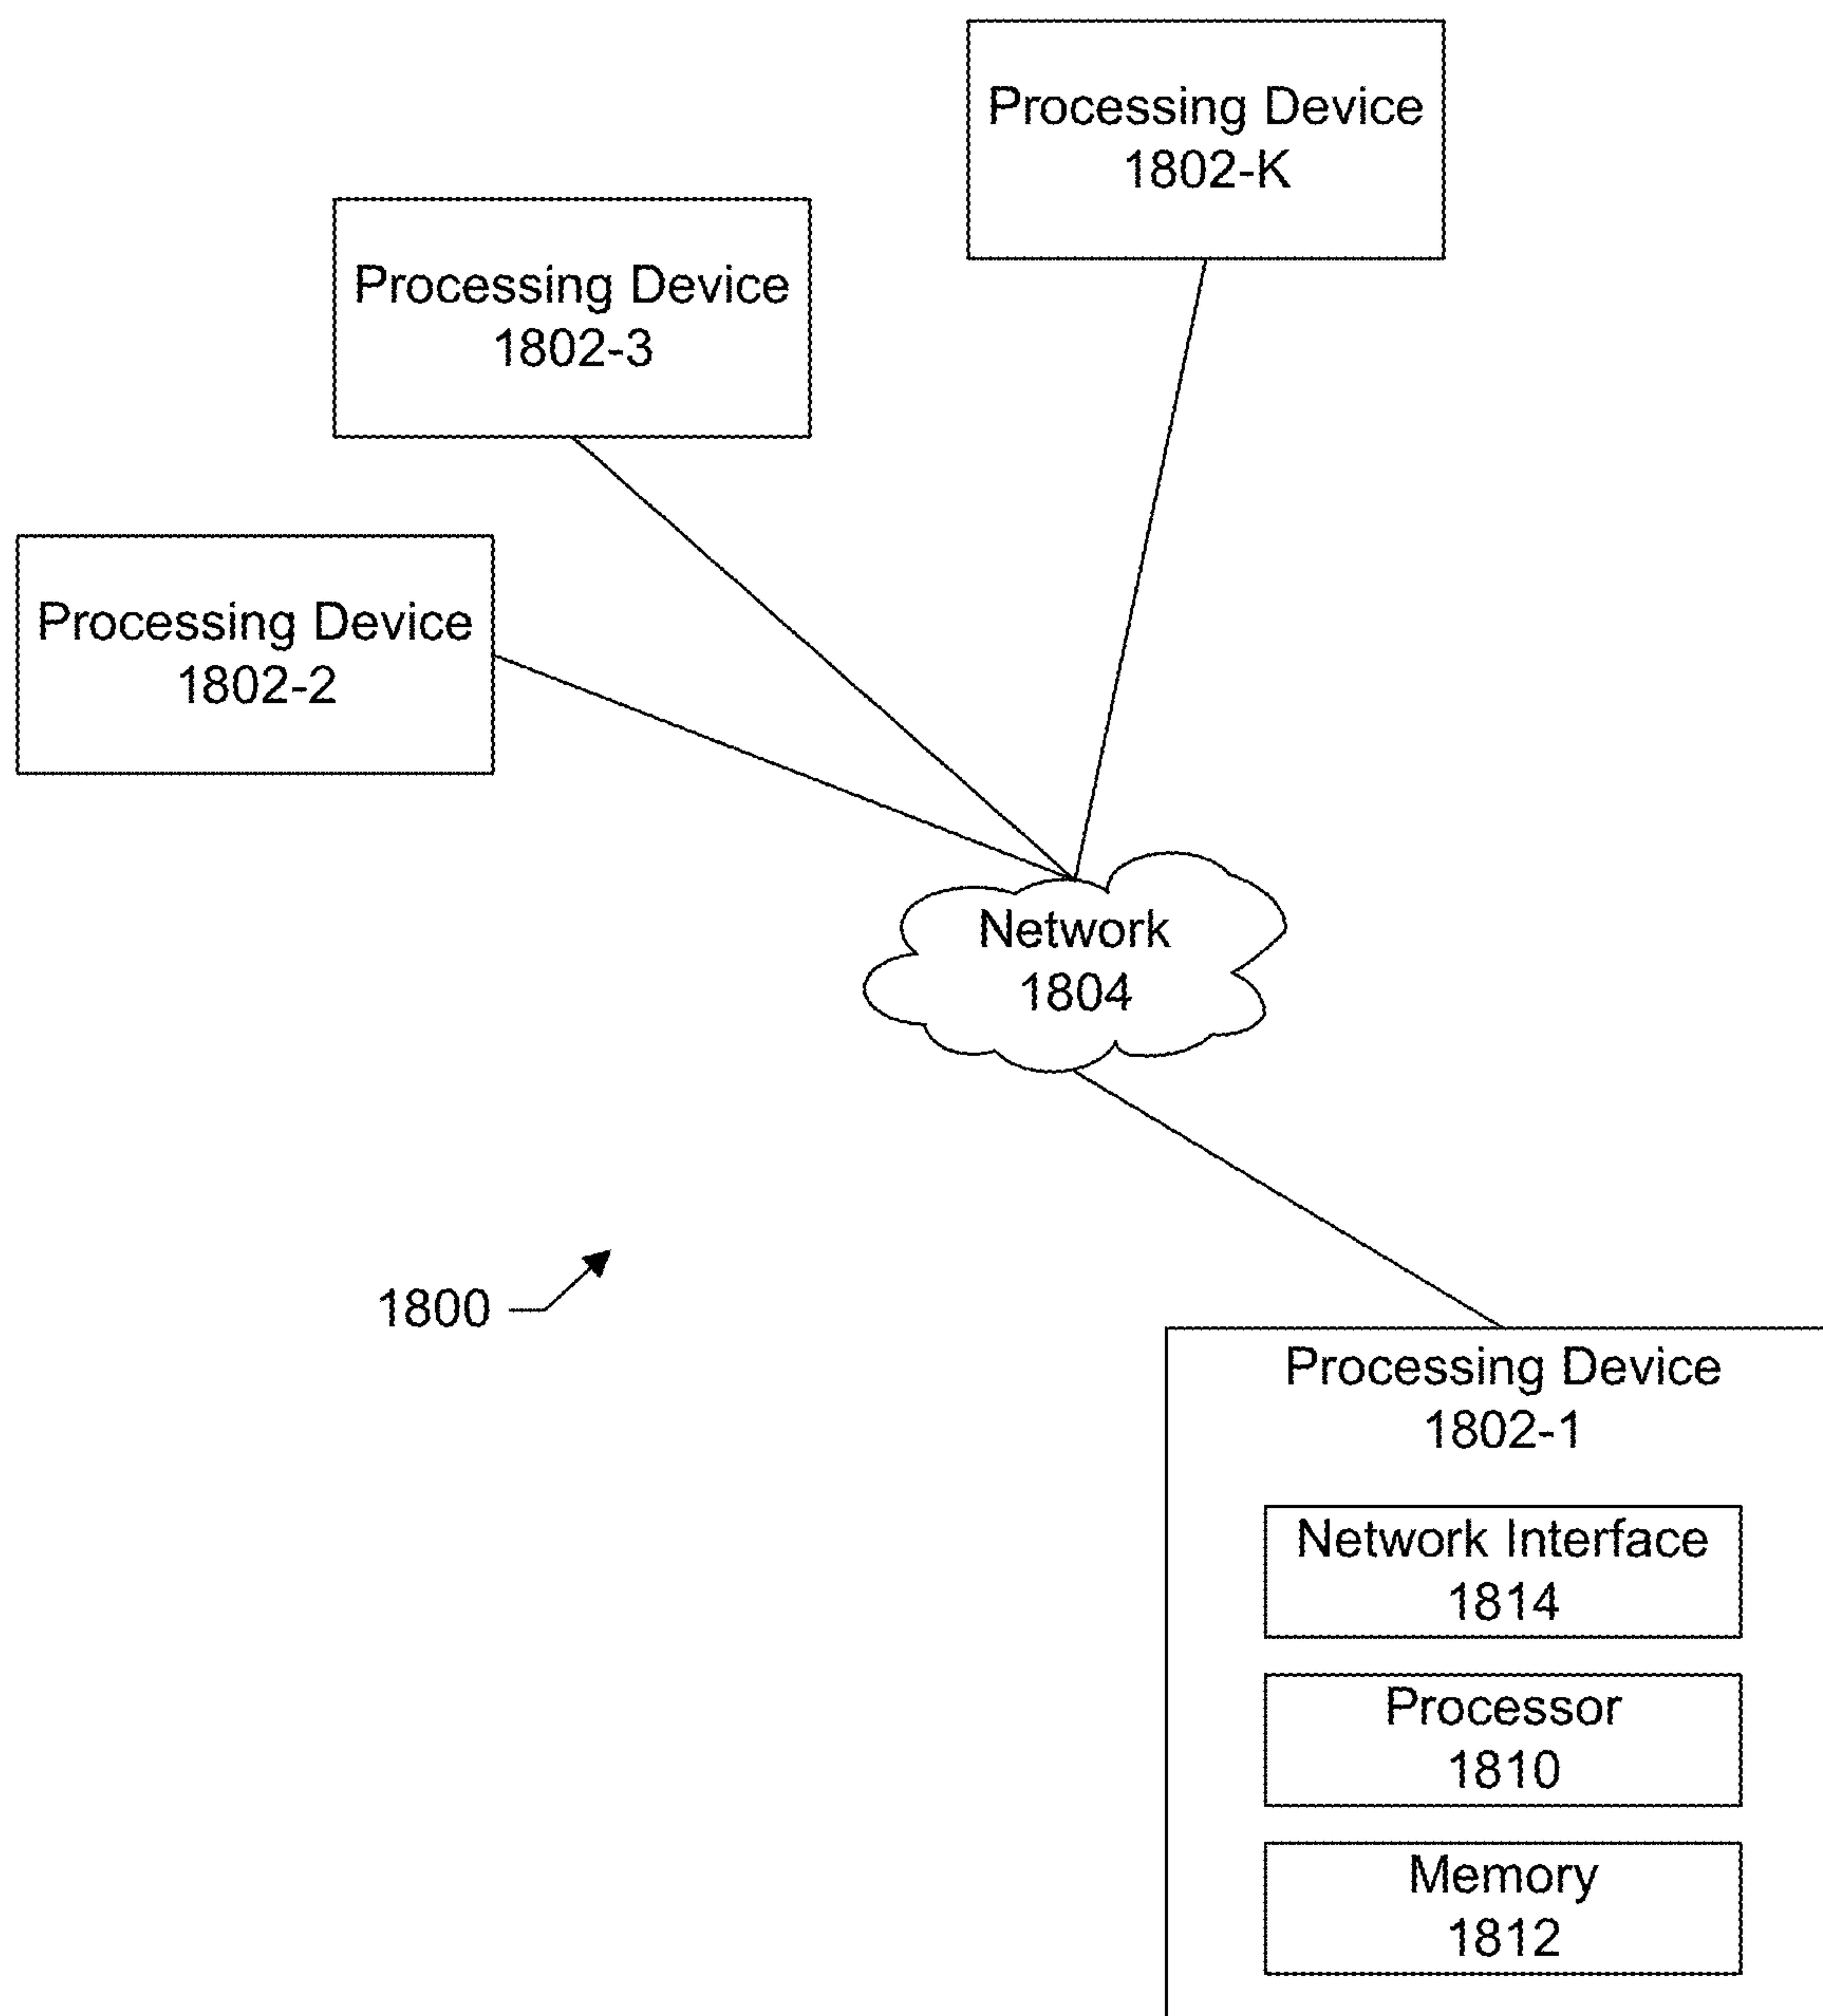 Processing Device
1802-K
Processing Device
1802-3
Processing Device
1802-2
Network
1804
1800
Processing Device
1802-1
Network Interface
1814
Processor
1810
Memory
1812